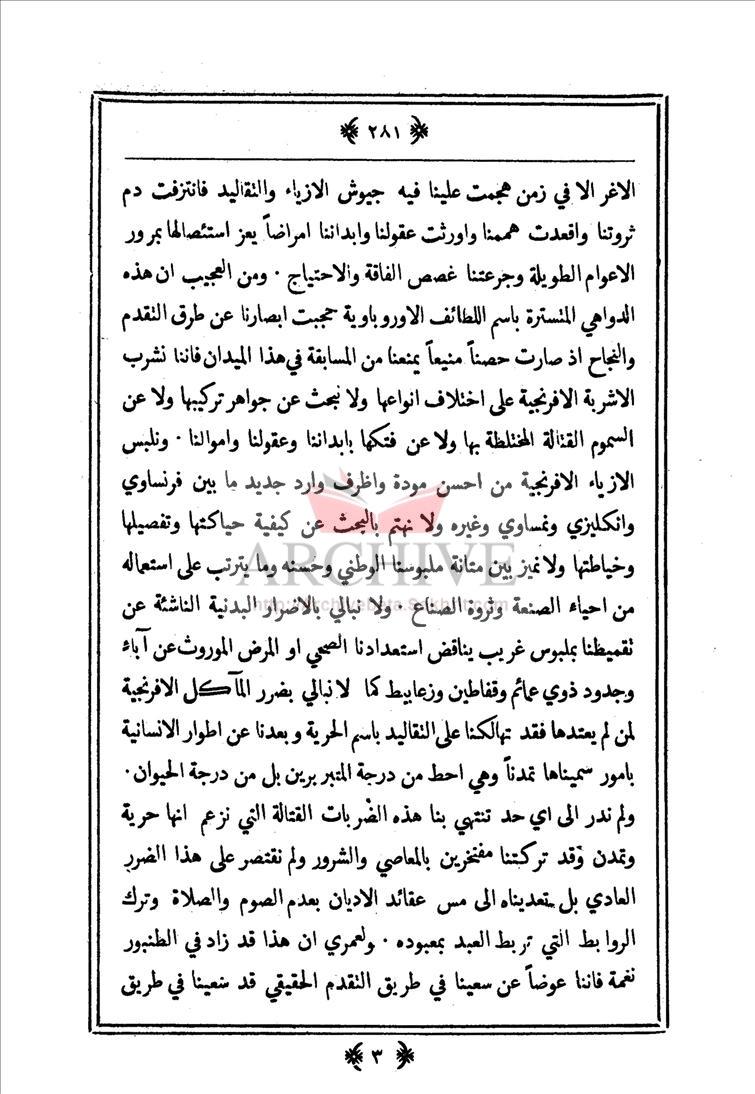 ٢٨١
الاغر الا في زمن هجمت علينا فيه جيوش الازياء والتقاليد فانتزفت دم
ثروتنا واقعدت هممنا واورثت عقولنا وابداننا امراضاً يعز استئصالها بمرور
الاعوام الطويلة وجرعتنا غصص الفاقة والاحتياج · ومن العجيب ان هذه
الدواهي المتسترة باسم اللطائف الاوروباوية حجبت ابصارنا عن طرق التقدم
والنجاح اذ صارت حصناً منيعاً يمنعنا من المسابقة في هذا الميدان فاننا نشرب
الاشربة الافرنجية على اختلاف انواعها ولا نبحث عن جواهر تركيبها ولا عن
السموم القتالة المختلطة بها ولا عن فتكها بابداننا وعقولنا واموالنا · ونلبس
الازياء الافرنجية من احسن مودة واظرف وارد جديد ما بين فرنساوي
وانكليزي ونمساوي وغيره ولا نهتم بالبحث عن كيفية حياكتها وتفصيلها
وخياطتها ولا نميز بين متانة ملبوسنا الوطني وحسنه وما يترتب على استعماله
من احياء الصنعة وثروة الصناع · ولا نبالي بالاضرار البدنية الناشئة عن
تقميطنا بملبوس غريب يناقض استعدادنا الصحي او المرض الموروث عن آباء
وجدود ذوي عمائم وقفاطين وزعابيط كما لا نبالي بضرر المآكل الافرنجية
لمن لم يعتدها فقد تهالكنا على التقاليد باسم الحرية وبعدنا عن اطوار الانسانية
بامور سميناها تمدناً وهي احط من درجة المتبربرين بل من درجة الحيوان ·
ولم ندر الى اي حد تنتهي بنا هذه الضربات القتالة التي نزعم انها حرية
وتمدن وقد تركتنا مفتخرين بالمعاصي والشرور ولم نقتصر على هذا الضرر
العادي بل تعديناه الى مس عقائد الاديان بعدم الصوم والصلاة وترك
الروابط التي تربط العبد بمعبوده · ولعمري ان هذا قد زاد في الطنبور
نغمة فاننا عوضاً عن سعينا في طريق التقدم الحقيقي قد سعينا في طريق
٣
ARCHIVE
http://Archivebeta.Sakhrit.com